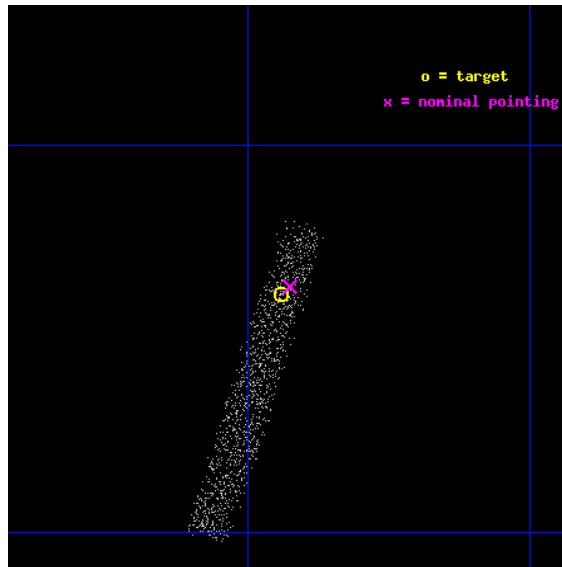 o = target
x = nominal pointing